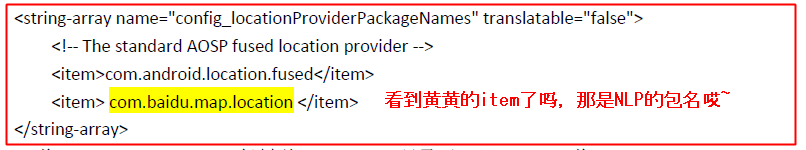 <string-array name="config_locationProviderPackageNames" translatable="false">
<!-- The standard AOSP fused location provider -->
<item>com.android.location.fused</item>
<item> com.baidu.map.location </item> 看到黄黄的item了吗，那是NLP的包名哎~
</string-array>